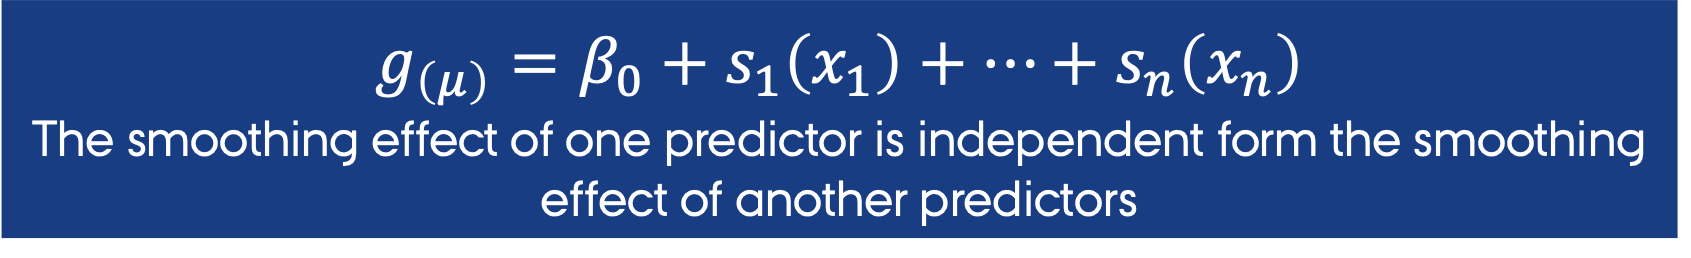 g₍μ₎ = β₀ + s₁(x₁) + ⋯ + sₙ(xₙ)
The smoothing effect of one predictor is independent form the smoothing
effect of another predictors